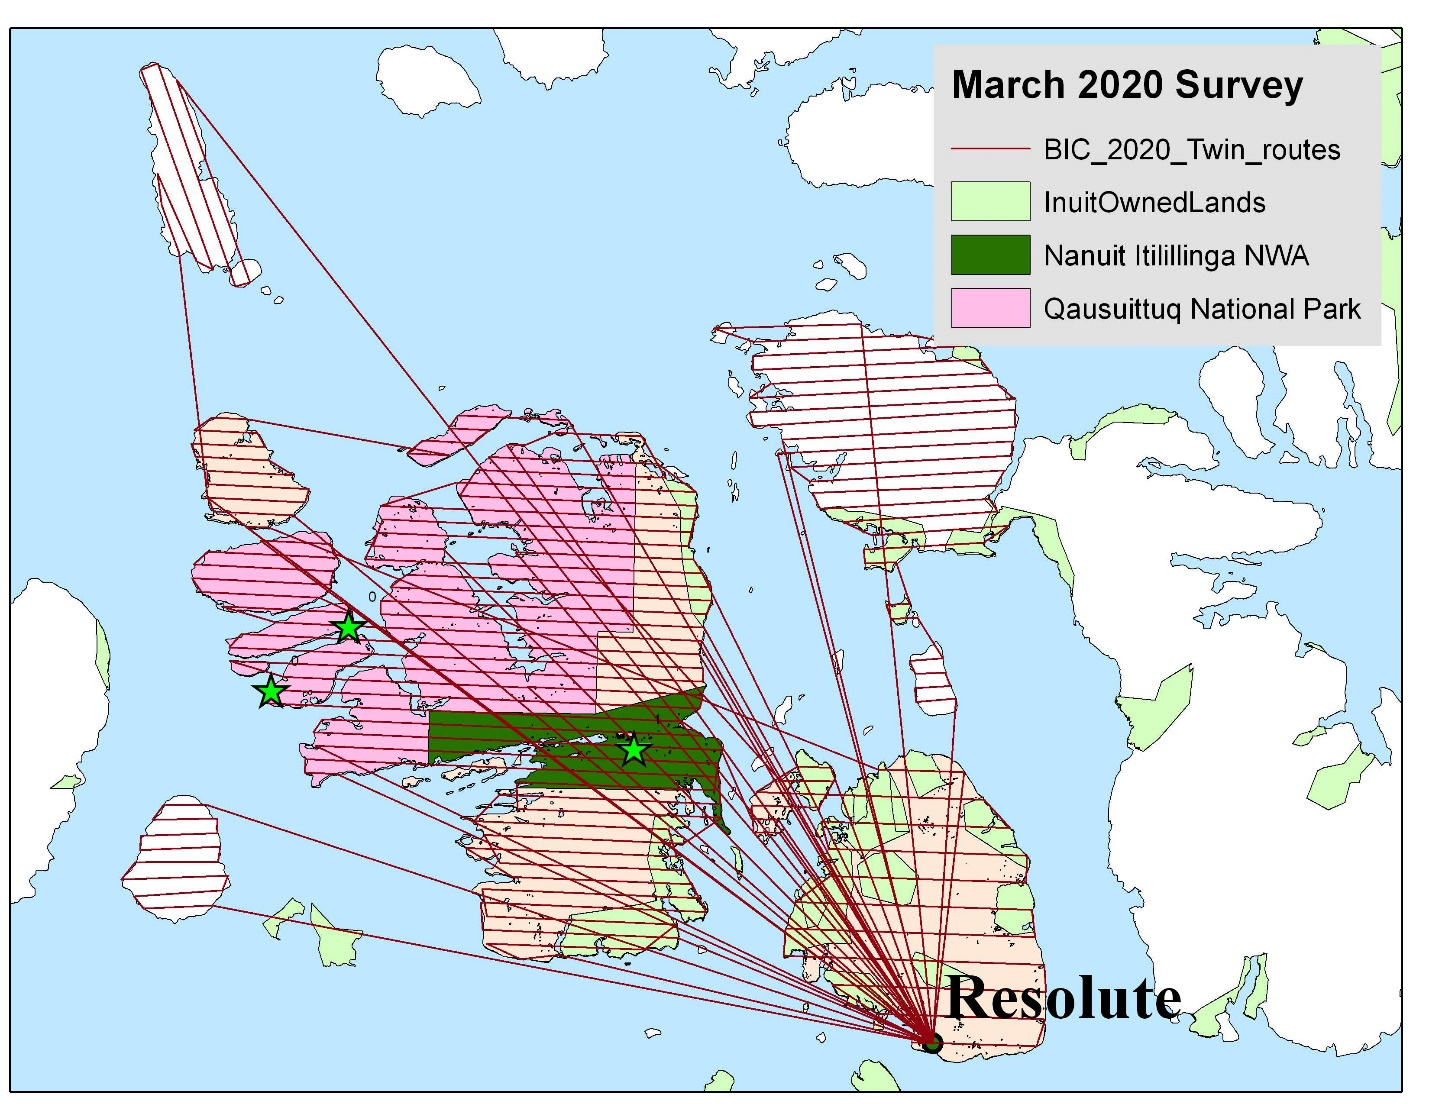 March 2020 Survey
BIC_2020_Twin_routes
InuitOwnedLands
Nanuit Itilillinga NWA
Qausuittuq National Park
Resolute